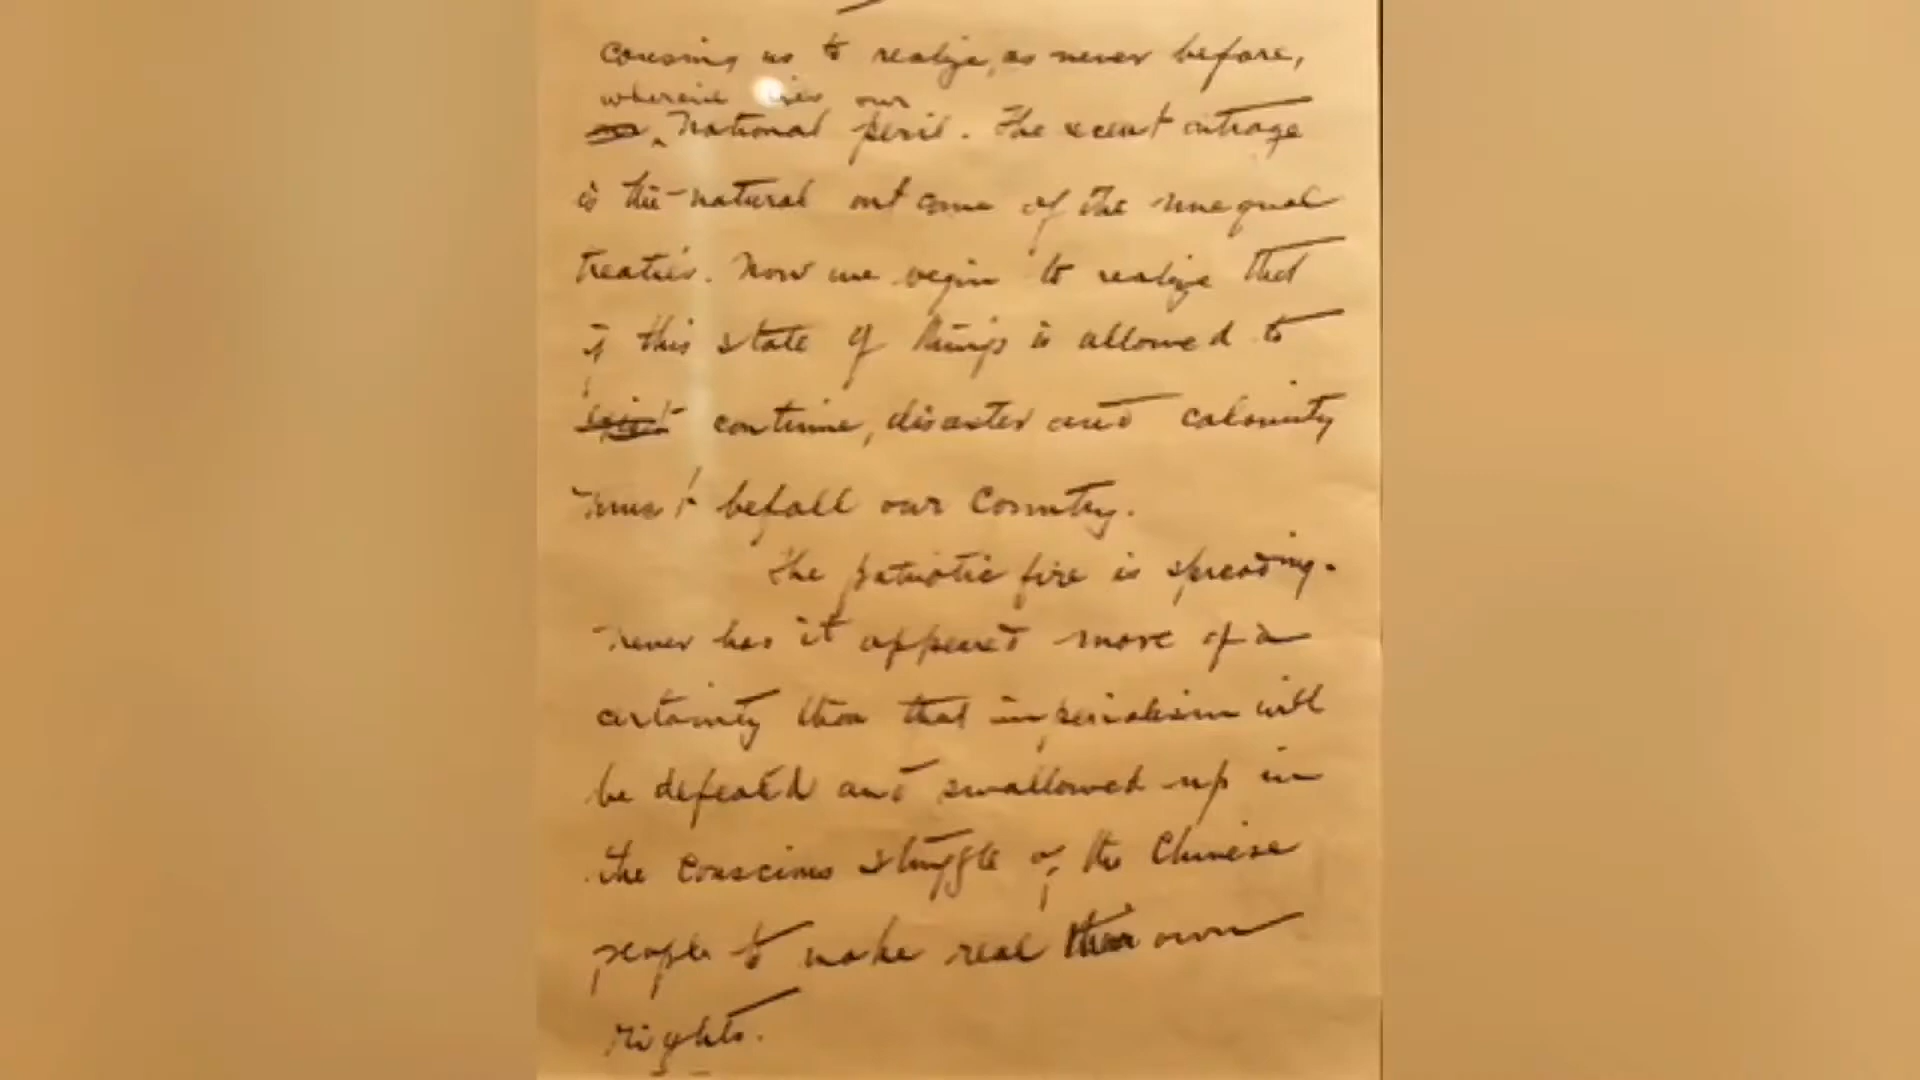 causing us to realize, as never before,
wherein lies our
National peril. The recent outrage
is the natural out come of the unequal
treaties. Now we begin to realize that
if this state of things is allowed to
continue, disaster and calamity
must befall our Country.
The patriotic fire is spreading.
Never has it appeared more of a
certainty than that imperialism will
be defeated and swallowed up in
the conscious struggle of the Chinese
people to make real their own
rights.